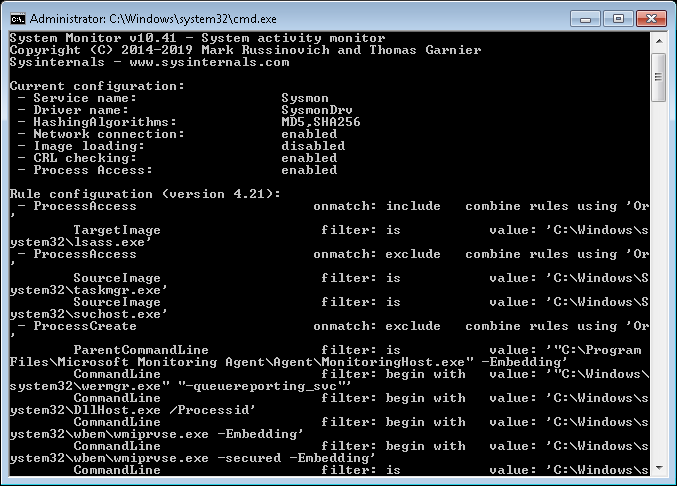 Administrator: C:\Windows\system32\cmd.exe
System Monitor v10.41 - System activity monitor
Copyright (C) 2014-2019 Mark Russinovich and Thomas Garnier
Sysinternals - www.sysinternals.com
Current configuration:
- Service name: Sysmon
- Driver name: SysmonDrv
- HashingAlgorithms: MD5,SHA256
- Network connection: enabled
- Image loading: disabled
- CRL checking: enabled
- Process Access: enabled
Rule configuration (version 4.21):
- ProcessAccess onmatch: include combine rules using 'Or
'
TargetImage filter: is value: 'C:\Windows\s
ystem32\lsass.exe'
- ProcessAccess onmatch: exclude combine rules using 'Or
'
SourceImage filter: is value: 'C:\Windows\S
ystem32\taskmgr.exe'
SourceImage filter: is value: 'C:\Windows\S
ystem32\svchost.exe'
- ProcessCreate onmatch: exclude combine rules using 'Or
'
ParentCommandLine filter: is value: '"C:\Program
Files\Microsoft Monitoring Agent\Agent\MonitoringHost.exe" -Embedding'
CommandLine filter: begin with value: '"C:\Windows\
system32\wermgr.exe" "-queuereporting_svc"'
CommandLine filter: begin with value: 'C:\Windows\s
ystem32\DllHost.exe /Processid'
CommandLine filter: begin with value: 'C:\Windows\s
ystem32\wbem\wmiprvse.exe -Embedding'
CommandLine filter: begin with value: 'C:\Windows\s
ystem32\wbem\wmiprvse.exe -secured -Embedding'
CommandLine filter: is value: 'C:\Windows\s